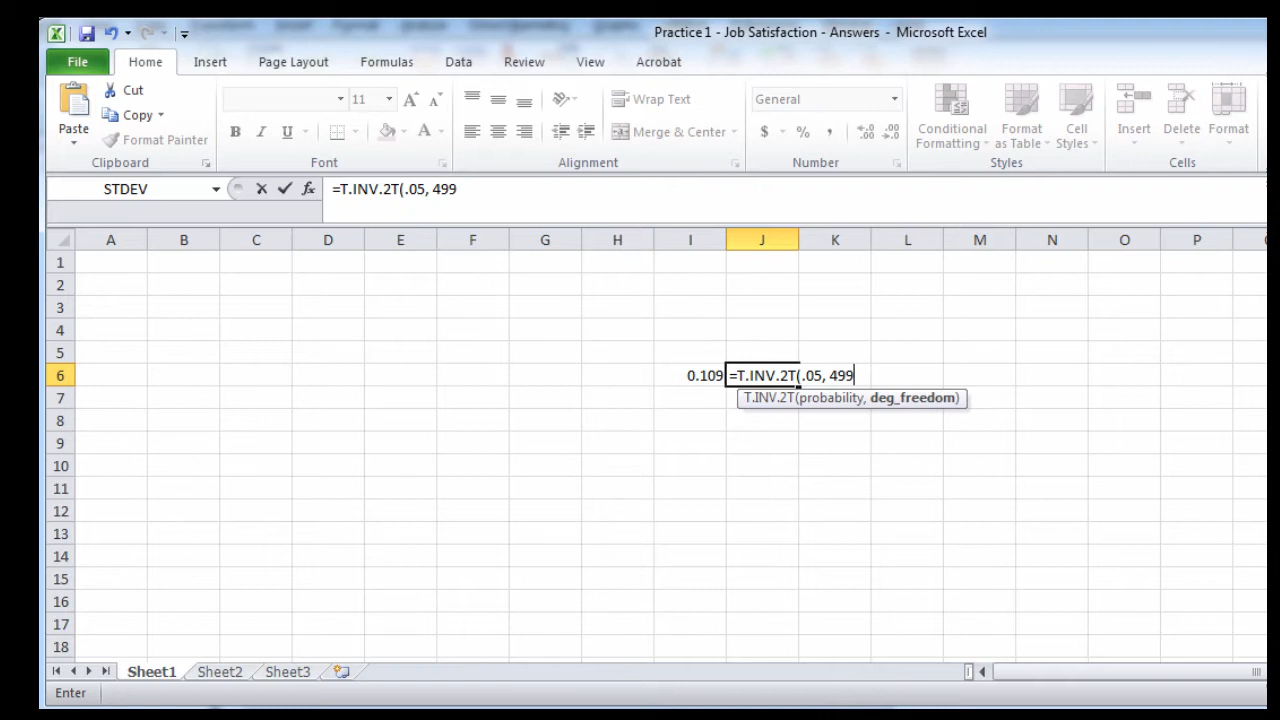 Practice 1 - Job Satisfaction - Answers - Microsoft Excel
File Home Insert Page Layout Formulas Data Review View Acrobat
Paste
Cut
Copy
Format Painter
11
A A
B I U A
Wrap Text
Merge & Center
General
$ % , .00 .0
Conditional Formatting
Format as Table
Cell Styles
Insert Delete Format
Clipboard Font Alignment Number Styles Cells
STDEV fx =T.INV.2T(.05, 499
A B C D E F G H I J K L M N O P
1
2
3
4
5
6 0.109 =T.INV.2T(.05, 499
7 T.INV.2T(probability, deg_freedom)
8
9
10
11
12
13
14
15
16
17
18
Sheet1 Sheet2 Sheet3
Enter